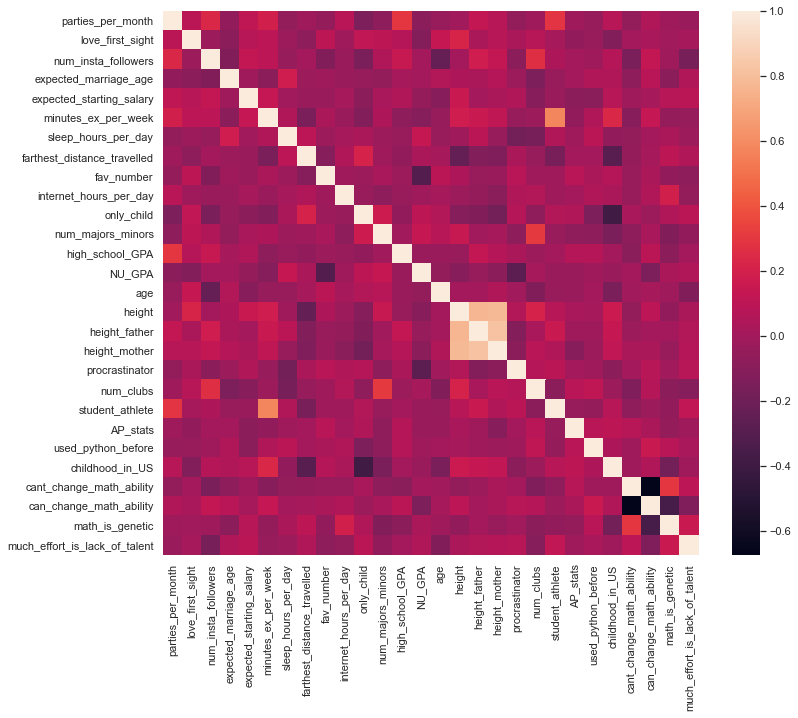 parties_per_month
love_first_sight
num_insta_followers
expected_marriage_age
expected_starting_salary
minutes_ex_per_week
sleep_hours_per_day
farthest_distance_travelled
fav_number
internet_hours_per_day
only_child
num_majors_minors
high_school_GPA
NU_GPA
age
height
height_father
height_mother
procrastinator
num_clubs
student_athlete
AP_stats
used_python_before
childhood_in_US
cant_change_math_ability
can_change_math_ability
math_is_genetic
much_effort_is_lack_of_talent
parties_per_month
love_first_sight
num_insta_followers
expected_marriage_age
expected_starting_salary
minutes_ex_per_week
sleep_hours_per_day
farthest_distance_travelled
fav_number
internet_hours_per_day
only_child
num_majors_minors
high_school_GPA
NU_GPA
age
height
height_father
height_mother
procrastinator
num_clubs
student_athlete
AP_stats
used_python_before
childhood_in_US
cant_change_math_ability
can_change_math_ability
math_is_genetic
much_effort_is_lack_of_talent
1.0
0.8
0.6
0.4
0.2
0.0
−0.2
−0.4
−0.6